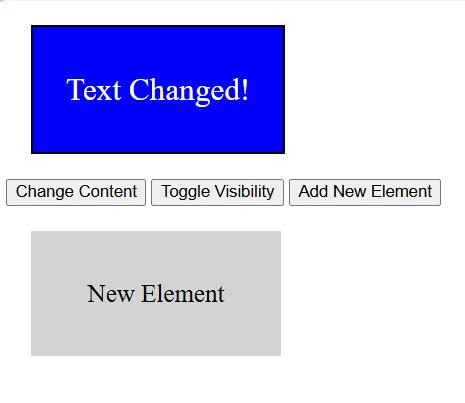 Text Changed!
Change Content Toggle Visibility Add New Element
New Element